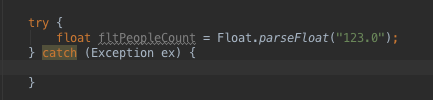 try {
    float fltPeopleCount = Float.parseFloat("123.0");
} catch (Exception ex) {
}